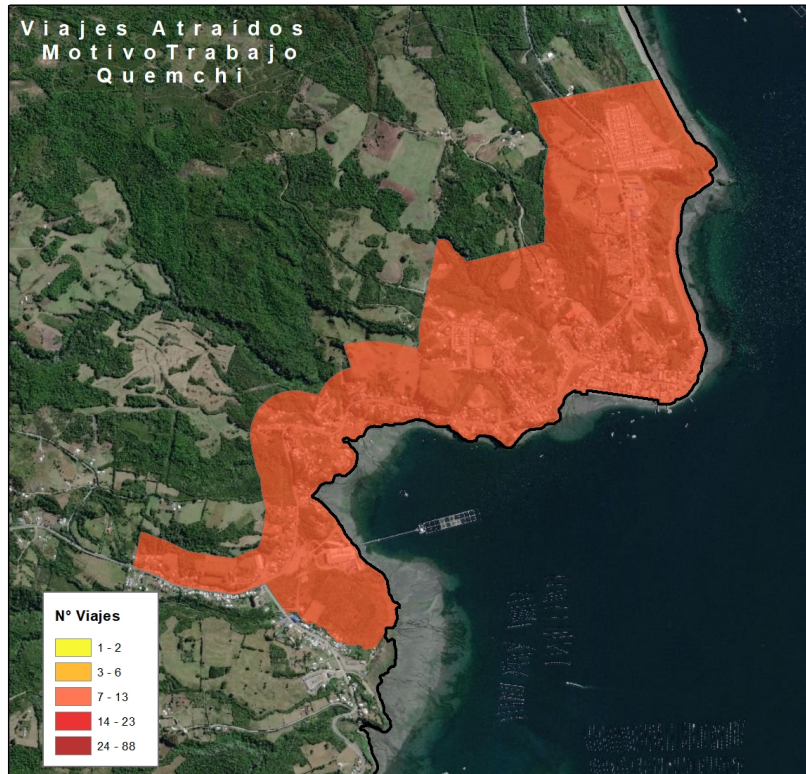 Viajes Atraídos
MotivoTrabajo
Quemchi
N° Viajes
1 - 2
3 - 6
7 - 13
14 - 23
24 - 88